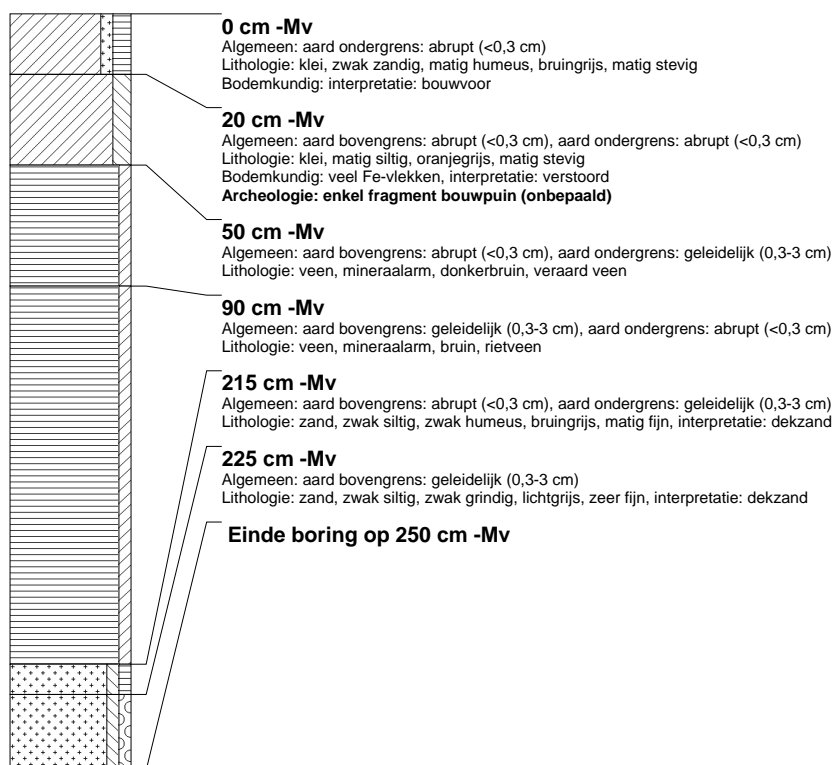 0 cm -Mv
Algemeen: aard ondergrens: abrupt (<0,3 cm)
Lithologie: klei, zwak zandig, matig humeus, bruingrijs, matig stevig
Bodemkundig: interpretatie: bouwvoor
20 cm -Mv
Algemeen: aard bovengrens: abrupt (<0,3 cm), aard ondergrens: abrupt (<0,3 cm)
Lithologie: klei, matig siltig, oranjegrijs, matig stevig
Bodemkundig: veel Fe-vlekken, interpretatie: verstoord
Archeologie: enkel fragment bouwpuin (onbepaald)
50 cm -Mv
Algemeen: aard bovengrens: abrupt (<0,3 cm), aard ondergrens: geleidelijk (0,3-3 cm)
Lithologie: veen, mineraalarm, donkerbruin, veraard veen
90 cm -Mv
Algemeen: aard bovengrens: geleidelijk (0,3-3 cm), aard ondergrens: abrupt (<0,3 cm)
Lithologie: veen, mineraalarm, bruin, rietveen
215 cm -Mv
Algemeen: aard bovengrens: abrupt (<0,3 cm), aard ondergrens: geleidelijk (0,3-3 cm)
Lithologie: zand, zwak siltig, zwak humeus, bruingrijs, matig fijn, interpretatie: dekzand
225 cm -Mv
Algemeen: aard bovengrens: geleidelijk (0,3-3 cm)
Lithologie: zand, zwak siltig, zwak grindig, lichtgrijs, zeer fijn, interpretatie: dekzand
Einde boring op 250 cm -Mv